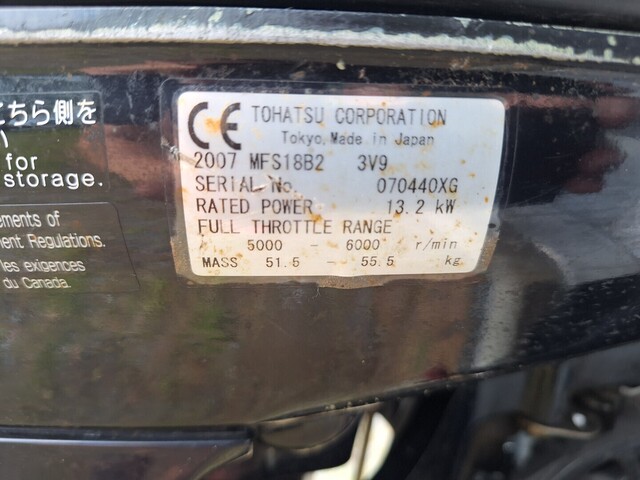 こちら側を
for
storage.
ements of
ment Regulations.
les exigences
du Canada.
CE TOHATSU CORPORATION
Tokyo, Made in Japan
2007 MFS18B2 3V9
SERIAL No. 070440XG
RATED POWER 13.2 kW
FULL THROTTLE RANGE
5000 - 6000 r/min
MASS 51.5 - 55.5 kg